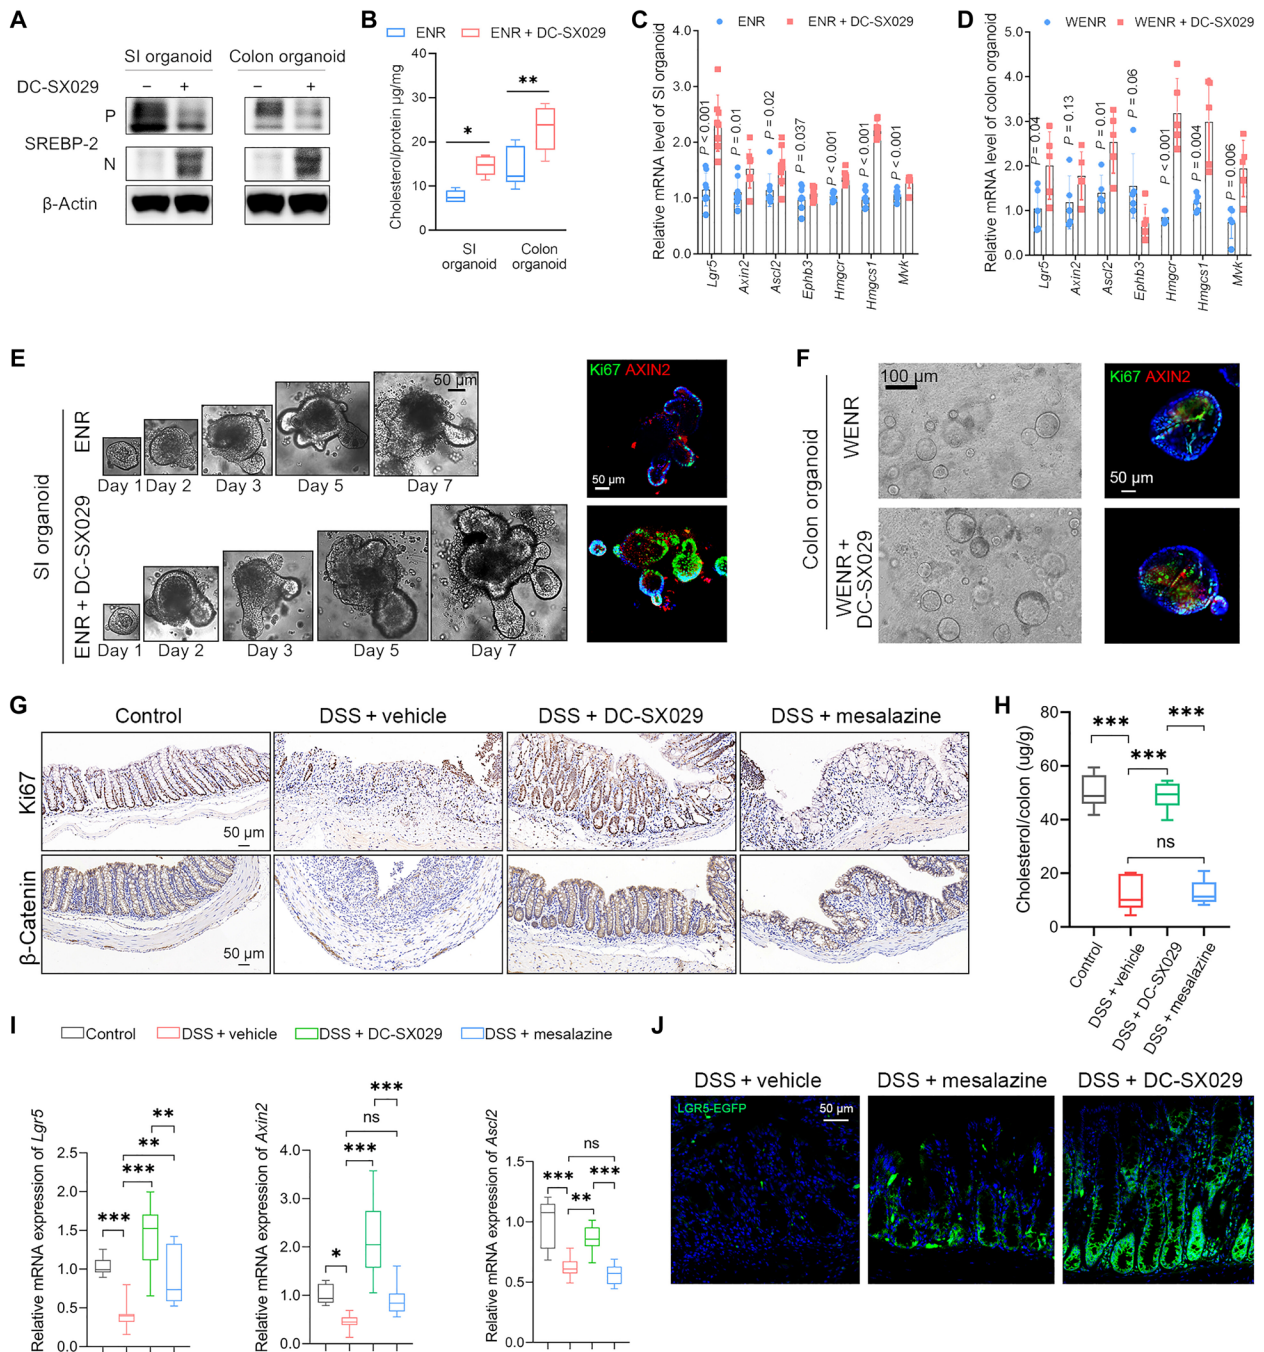 A
SI organoid
Colon organoid
DC-SX029
− + − +
P
SREBP-2
N
β-Actin
B
ENR
ENR + DC-SX029
Cholesterol/protein µg/mg
40
30
20
10
0
*
**
SI
organoid
Colon
organoid
C
ENR
ENR + DC-SX029
Relative mRNA level of SI organoid
4.0
3.0
2.0
1.0
0.0
P < 0.001
P = 0.01
P = 0.02
P = 0.037
P < 0.001
P < 0.001
P < 0.001
Lgr5
Axin2
Ascl2
Ephb3
Hmgcr
Hmgcs1
Mvk
D
WENR
WENR + DC-SX029
Relative mRNA level of colon organoid
5.0
4.0
3.0
2.0
1.0
0.0
P = 0.04
P = 0.13
P = 0.01
P = 0.06
P < 0.001
P = 0.004
P = 0.006
Lgr5
Axin2
Ascl2
Ephb3
Hmgcr
Hmgcs1
Mvk
E
SI organoid
ENR
50 µm
Day 1
Day 2
Day 3
Day 5
Day 7
ENR + DC-SX029
Day 1
Day 2
Day 3
Day 5
Day 7
Ki67 AXIN2
50 µm
F
Colon organoid
WENR
100 µm
WENR +
DC-SX029
Ki67 AXIN2
50 µm
G
Control
DSS + vehicle
DSS + DC-SX029
DSS + mesalazine
Ki67
50 µm
β-Catenin
50 µm
H
Cholesterol/colon (ug/g)
80
60
40
20
0
***
***
***
ns
Control
DSS + vehicle
DSS + DC-SX029
DSS + mesalazine
I
Control
DSS + vehicle
DSS + DC-SX029
DSS + mesalazine
Relative mRNA expression of Lgr5
2.5
2.0
1.5
1.0
0.5
0.0
**
**
***
***
Relative mRNA expression of Axin2
4.0
3.0
2.0
1.0
0.0
***
ns
***
*
Relative mRNA expression of Ascl2
1.5
1.0
0.5
0.0
ns
***
***
**
J
DSS + vehicle
DSS + mesalazine
DSS + DC-SX029
LGR5-EGFP
50 µm